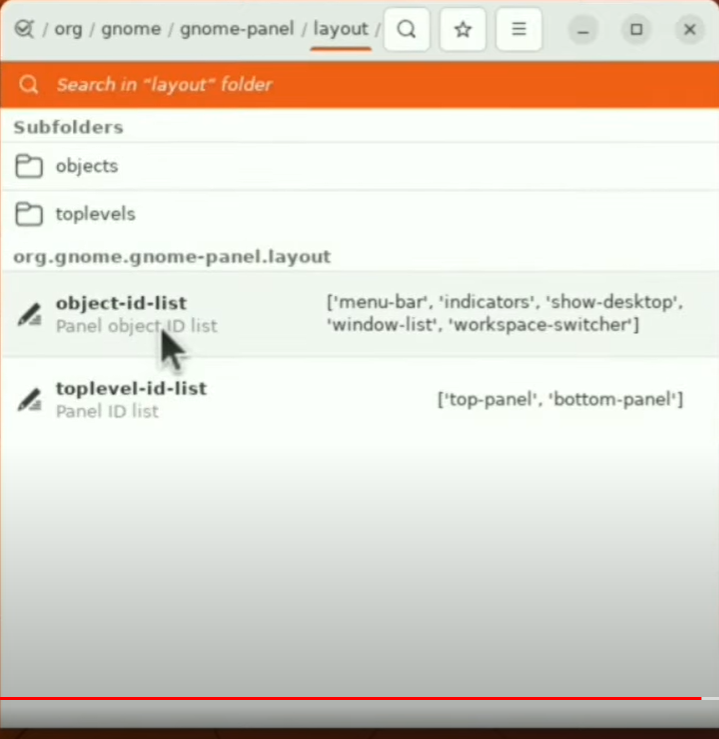 / org / gnome / gnome-panel / layout /
Search in “layout” folder
Subfolders
objects
toplevels
org.gnome.gnome-panel.layout
object-id-list
Panel object ID list
['menu-bar', 'indicators', 'show-desktop',
'window-list', 'workspace-switcher']
toplevel-id-list
Panel ID list
['top-panel', 'bottom-panel']